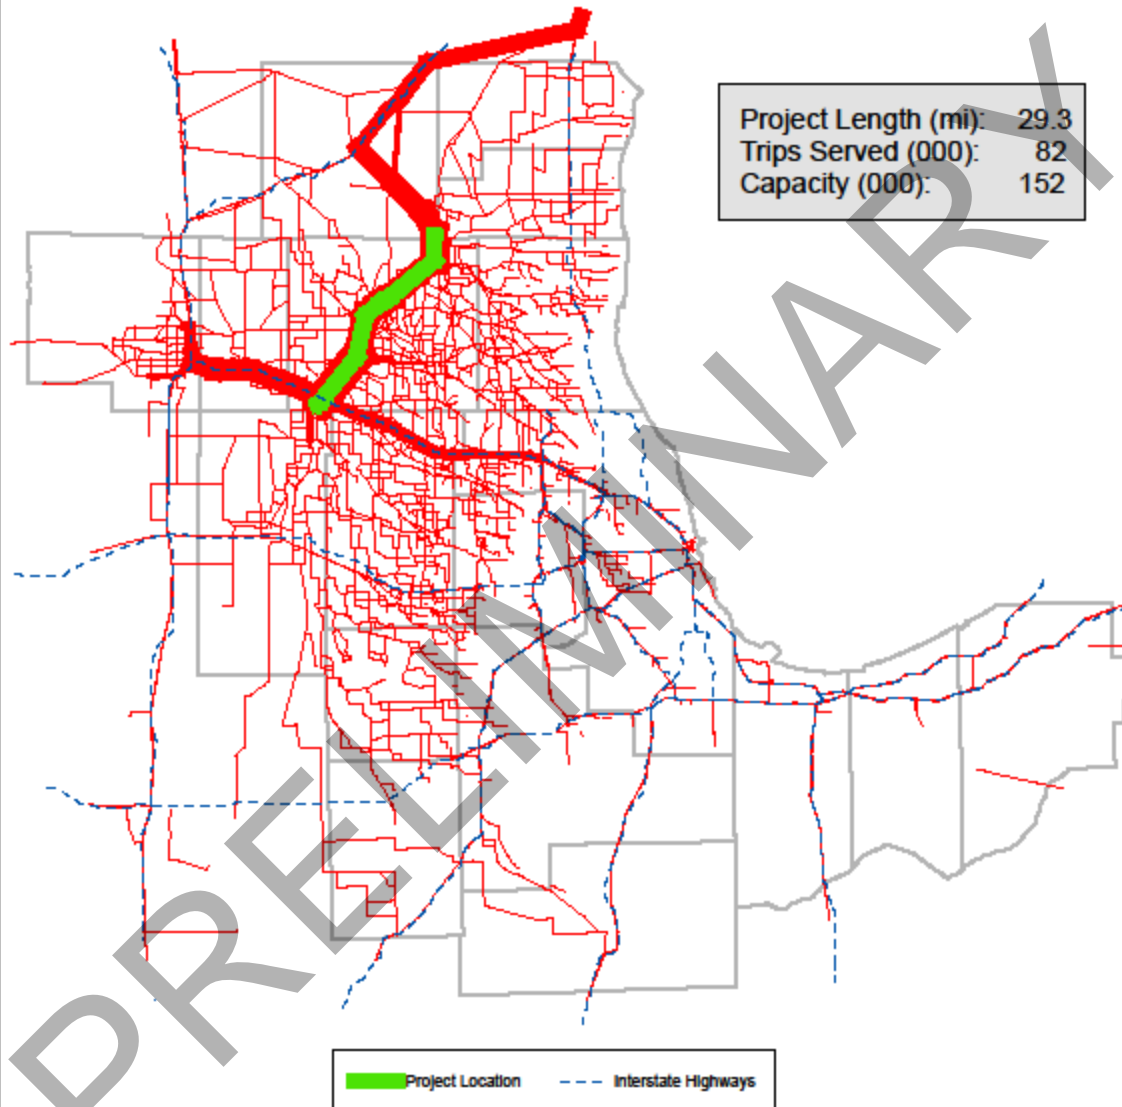 Project Length (mi): 29.3
Trips Served (000): 82
Capacity (000): 152
PRELIMINARY
Project Location
Interstate Highways